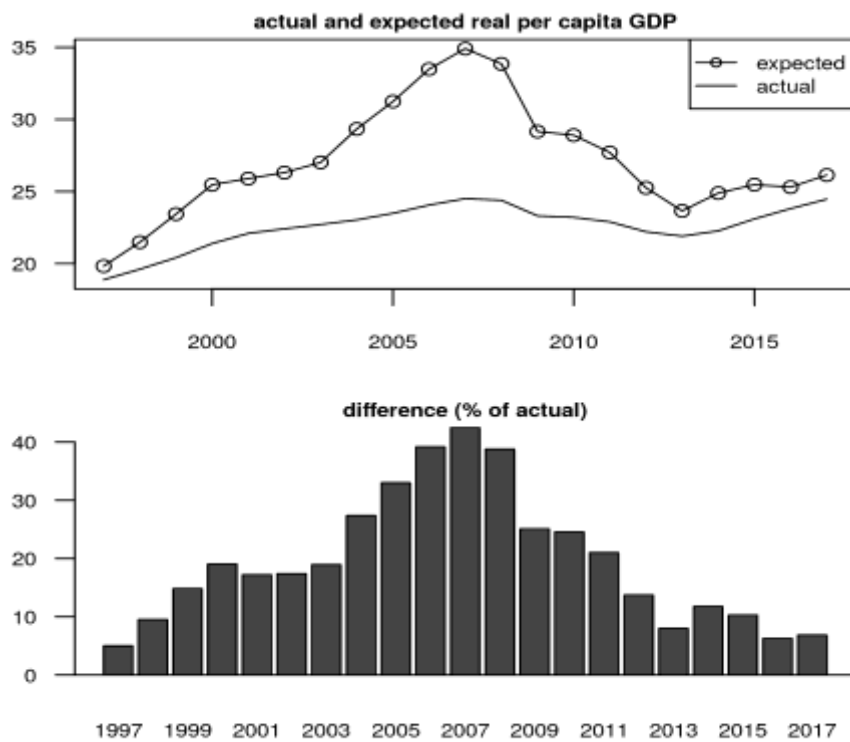 actual and expected real per capita GDP
35
30
25
20
expected
actual
2000 2005 2010 2015
difference (% of actual)
40
30
20
10
0
1997 1999 2001 2003 2005 2007 2009 2011 2013 2015 2017